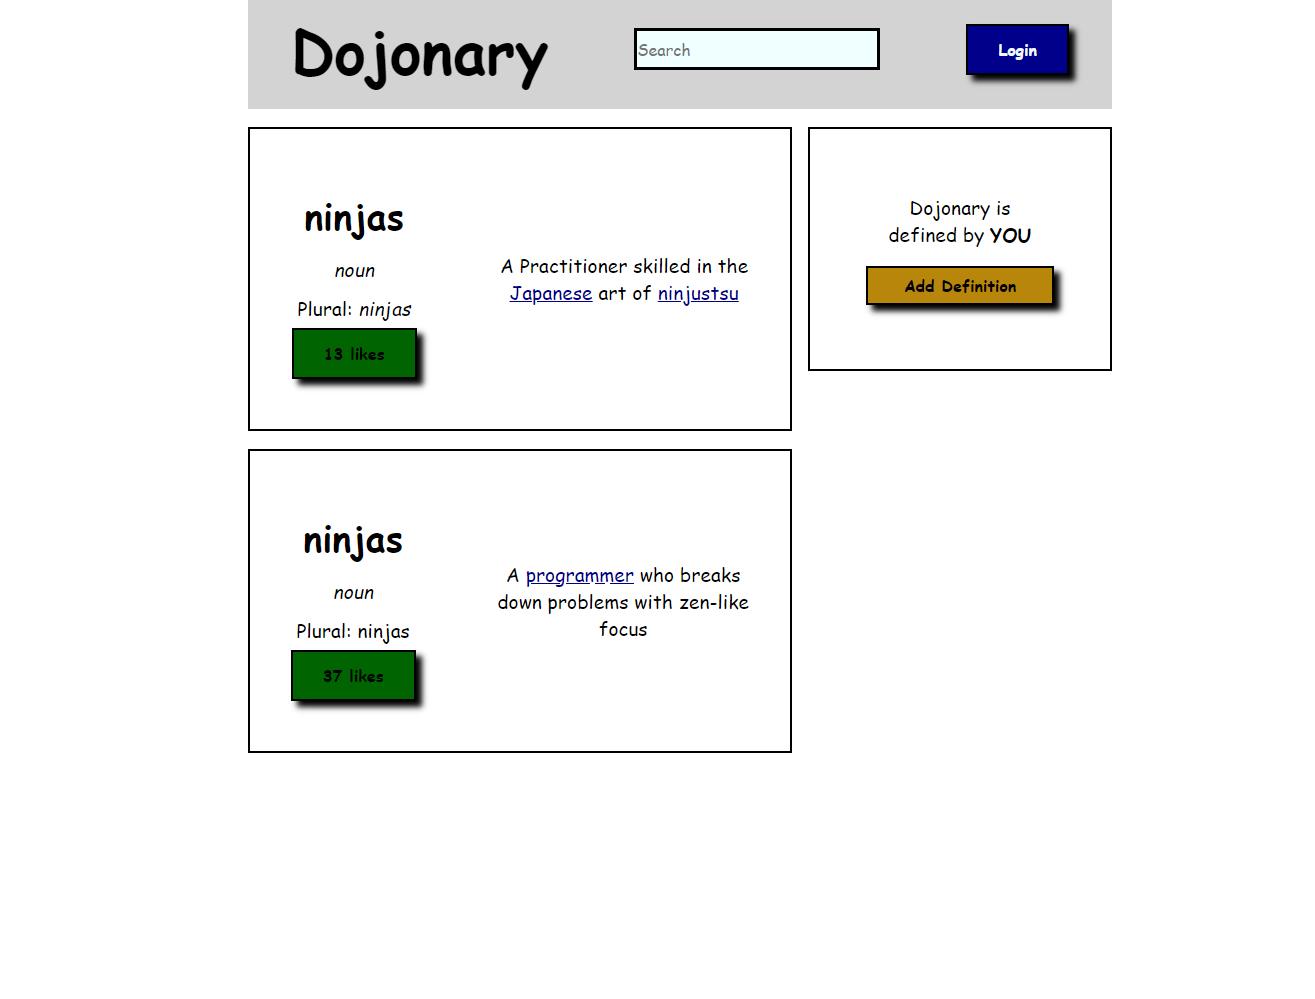 Dojonary
Search
Login
ninjas
noun
Plural: ninjas
13 likes
A Practitioner skilled in the
Japanese art of ninjustsu
Dojonary is
defined by YOU
Add Definition
ninjas
noun
Plural: ninjas
37 likes
A programmer who breaks
down problems with zen-like
focus